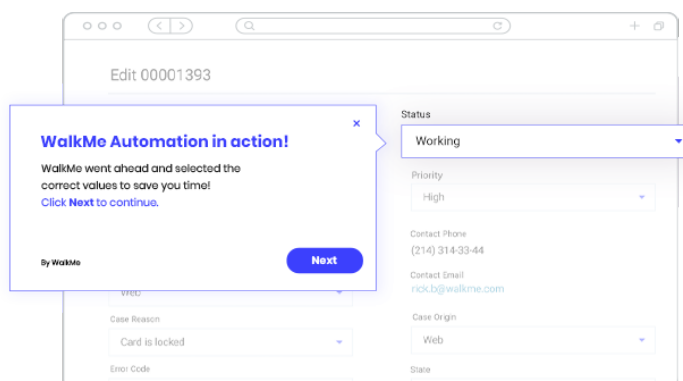 Edit 00001393
Status
WalkMe Automation in action!
Working
WalkMe went ahead and selected the
correct values to save you time!
Click Next to continue.
Priority
High
Contact Phone
(214) 314-33-44
By WalkMe
Next
Contact Email
rick.b@walkme.com
Web
Case Reason
Case Origin
Card is locked
Web
Error Code
State